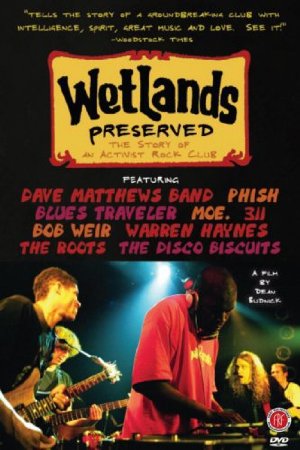 "TELLS THE STORY OF A GROUNDBREAKING CLUB WITH
INTELLIGENCE, SPIRIT, GREAT MUSIC AND LOVE. SEE IT!"
-WOODSTOCK TIMES
WETLANDS
PRESERVED
THE STORY OF
AN ACTIVIST ROCK CLUB
FEATURING
DAVE MATTHEWS BAND PHISH
BLUES TRAVELER MOE. 311
BOB WEIR WARREN HAYNES
THE ROOTS THE DISCO BISCUITS
A FILM
BY
DEAN
BUDNICK
FRF
DVD